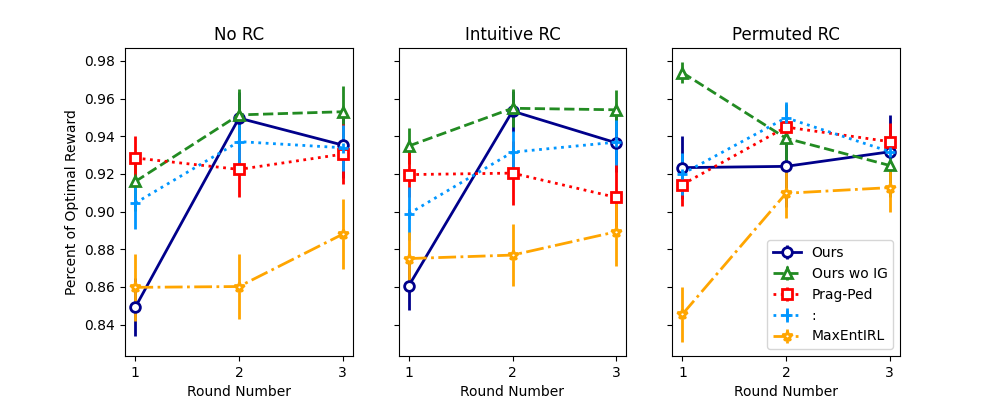 No RC
Intuitive RC
Permuted RC
Percent of Optimal Reward
0.98
0.96
0.94
0.92
0.90
0.88
0.86
0.84
1 2 3
1 2 3
1 2 3
Round Number
Round Number
Round Number
Ours
Ours wo IG
Prag-Ped
:
MaxEntIRL